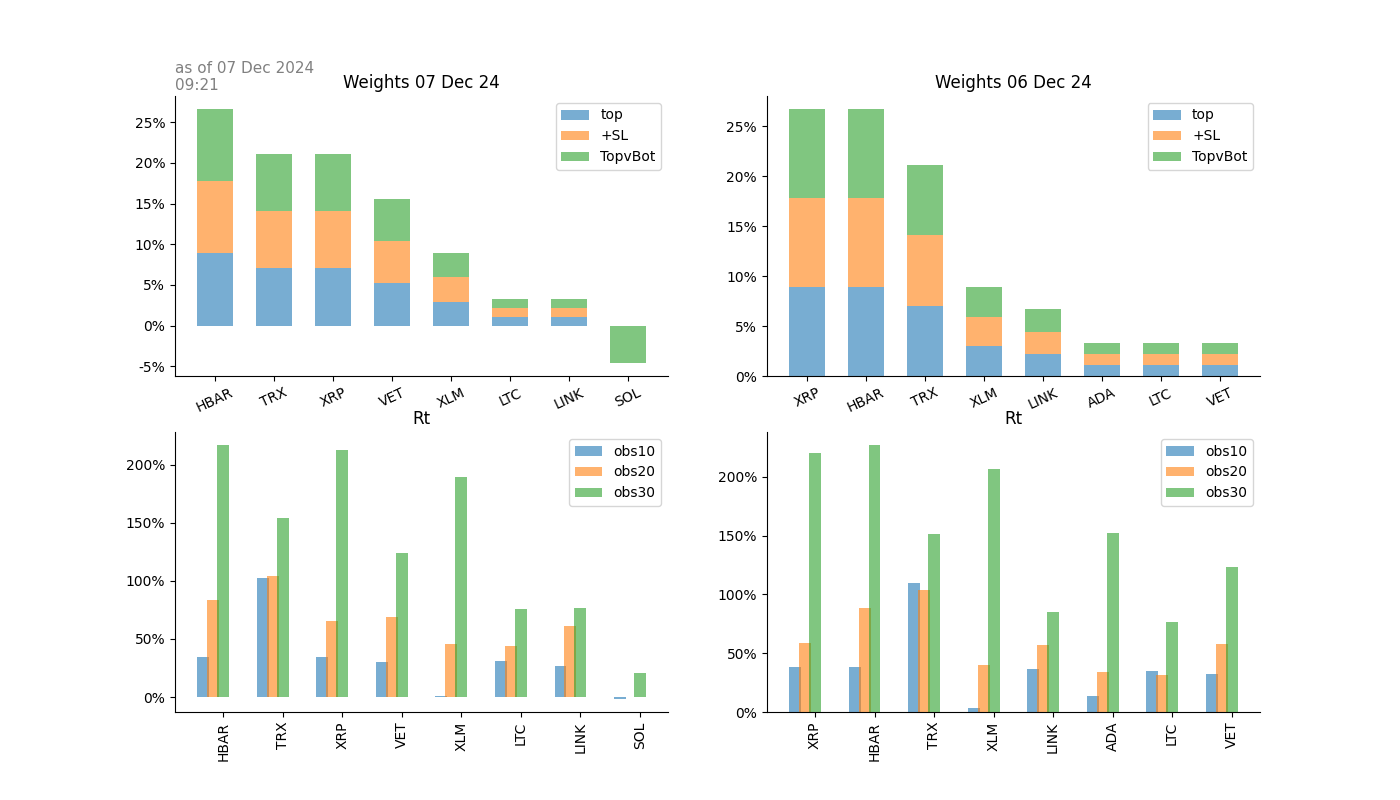 as of 07 Dec 2024
09:21
Weights 07 Dec 24
top
+SL
TopvBot
25%
20%
15%
10%
5%
0%
-5%
HBAR TRX XRP VET XLM LTC LINK SOL
Weights 06 Dec 24
top
+SL
TopvBot
25%
20%
15%
10%
5%
0%
XRP HBAR TRX XLM LINK ADA LTC VET
Rt
obs10
obs20
obs30
200%
150%
100%
50%
0%
HBAR TRX XRP VET XLM LTC LINK SOL
Rt
obs10
obs20
obs30
200%
150%
100%
50%
0%
XRP HBAR TRX XLM LINK ADA LTC VET